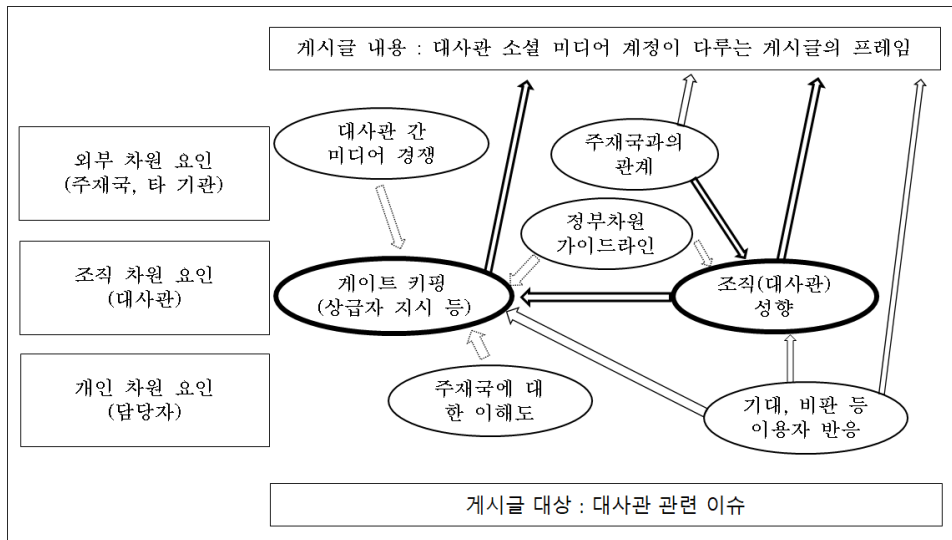 게시글 내용 : 대사관 소셜 미디어 계정이 다루는 게시글의 프레임
외부 차원 요인
(주재국, 타 기관)
대사관 간
미디어 경쟁
주재국과의
관계
정부차원
가이드라인
조직 차원 요인
(대사관)
게이트 키핑
(상급자 지시 등)
조직(대사관)
성향
개인 차원 요인
(담당자)
주재국에 대
한 이해도
기대, 비판 등
이용자 반응
게시글 대상 : 대사관 관련 이슈